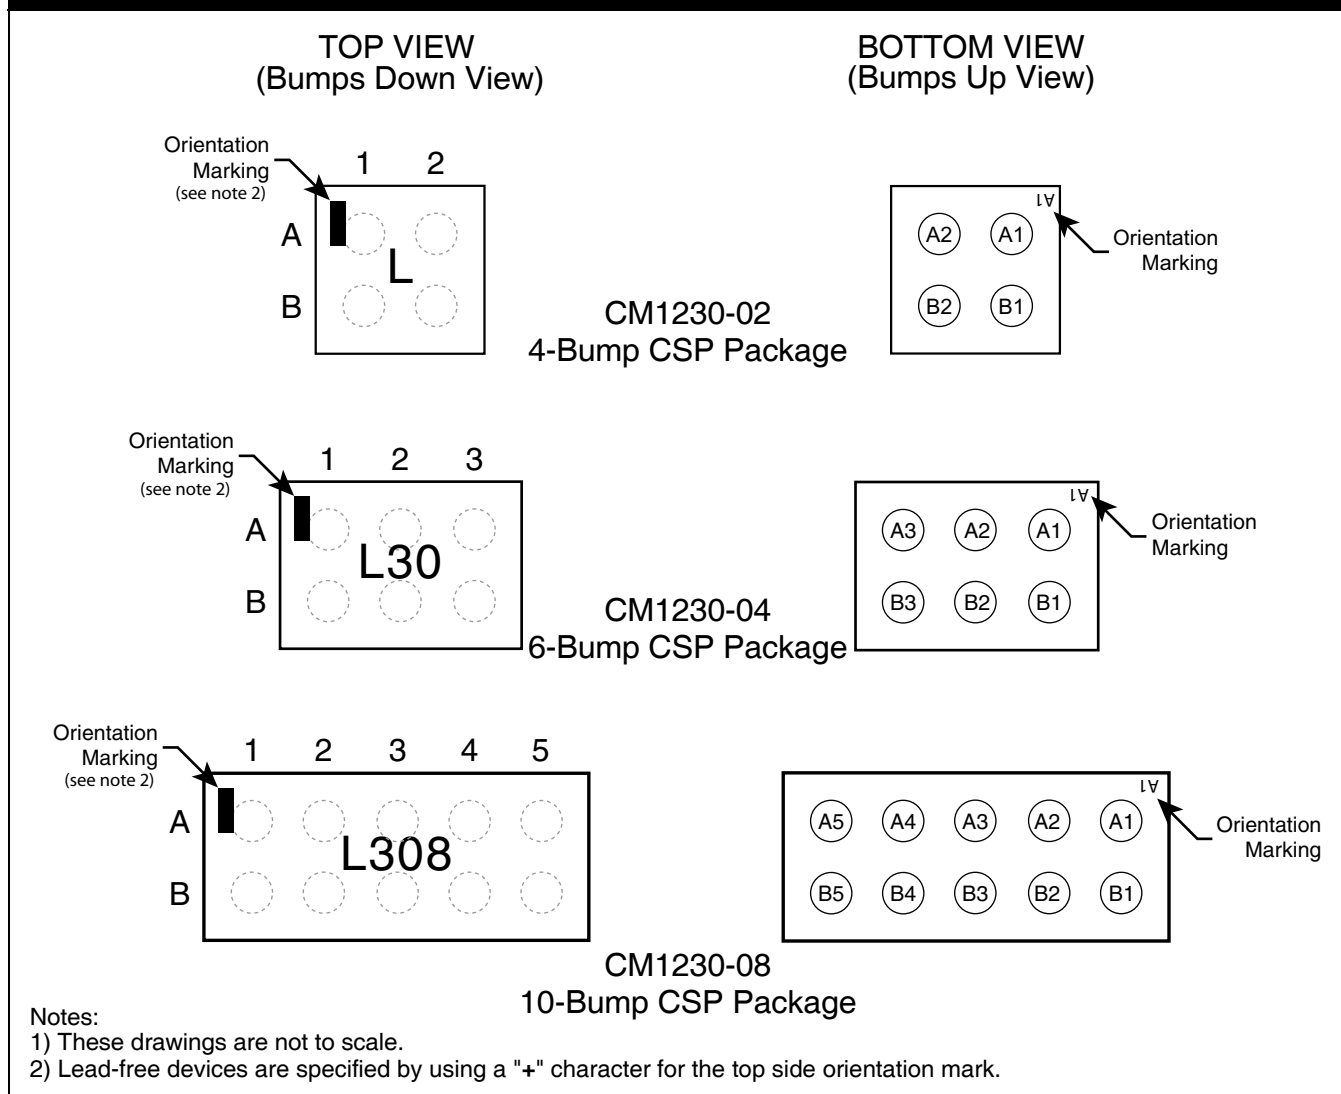 TOP VIEW
(Bumps Down View)
BOTTOM VIEW
(Bumps Up View)
Orientation
Marking
(see note 2)
1 2
A
B
L
A1
A2 A1
B2 B1
Orientation
Marking
CM1230-02
4-Bump CSP Package
Orientation
Marking
(see note 2)
1 2 3
A
B
L30
A1
A3 A2 A1
B3 B2 B1
Orientation
Marking
CM1230-04
6-Bump CSP Package
Orientation
Marking
(see note 2)
1 2 3 4 5
A
B
L308
A1
A5 A4 A3 A2 A1
B5 B4 B3 B2 B1
Orientation
Marking
CM1230-08
10-Bump CSP Package
Notes:
1) These drawings are not to scale.
2) Lead-free devices are specified by using a "+" character for the top side orientation mark.